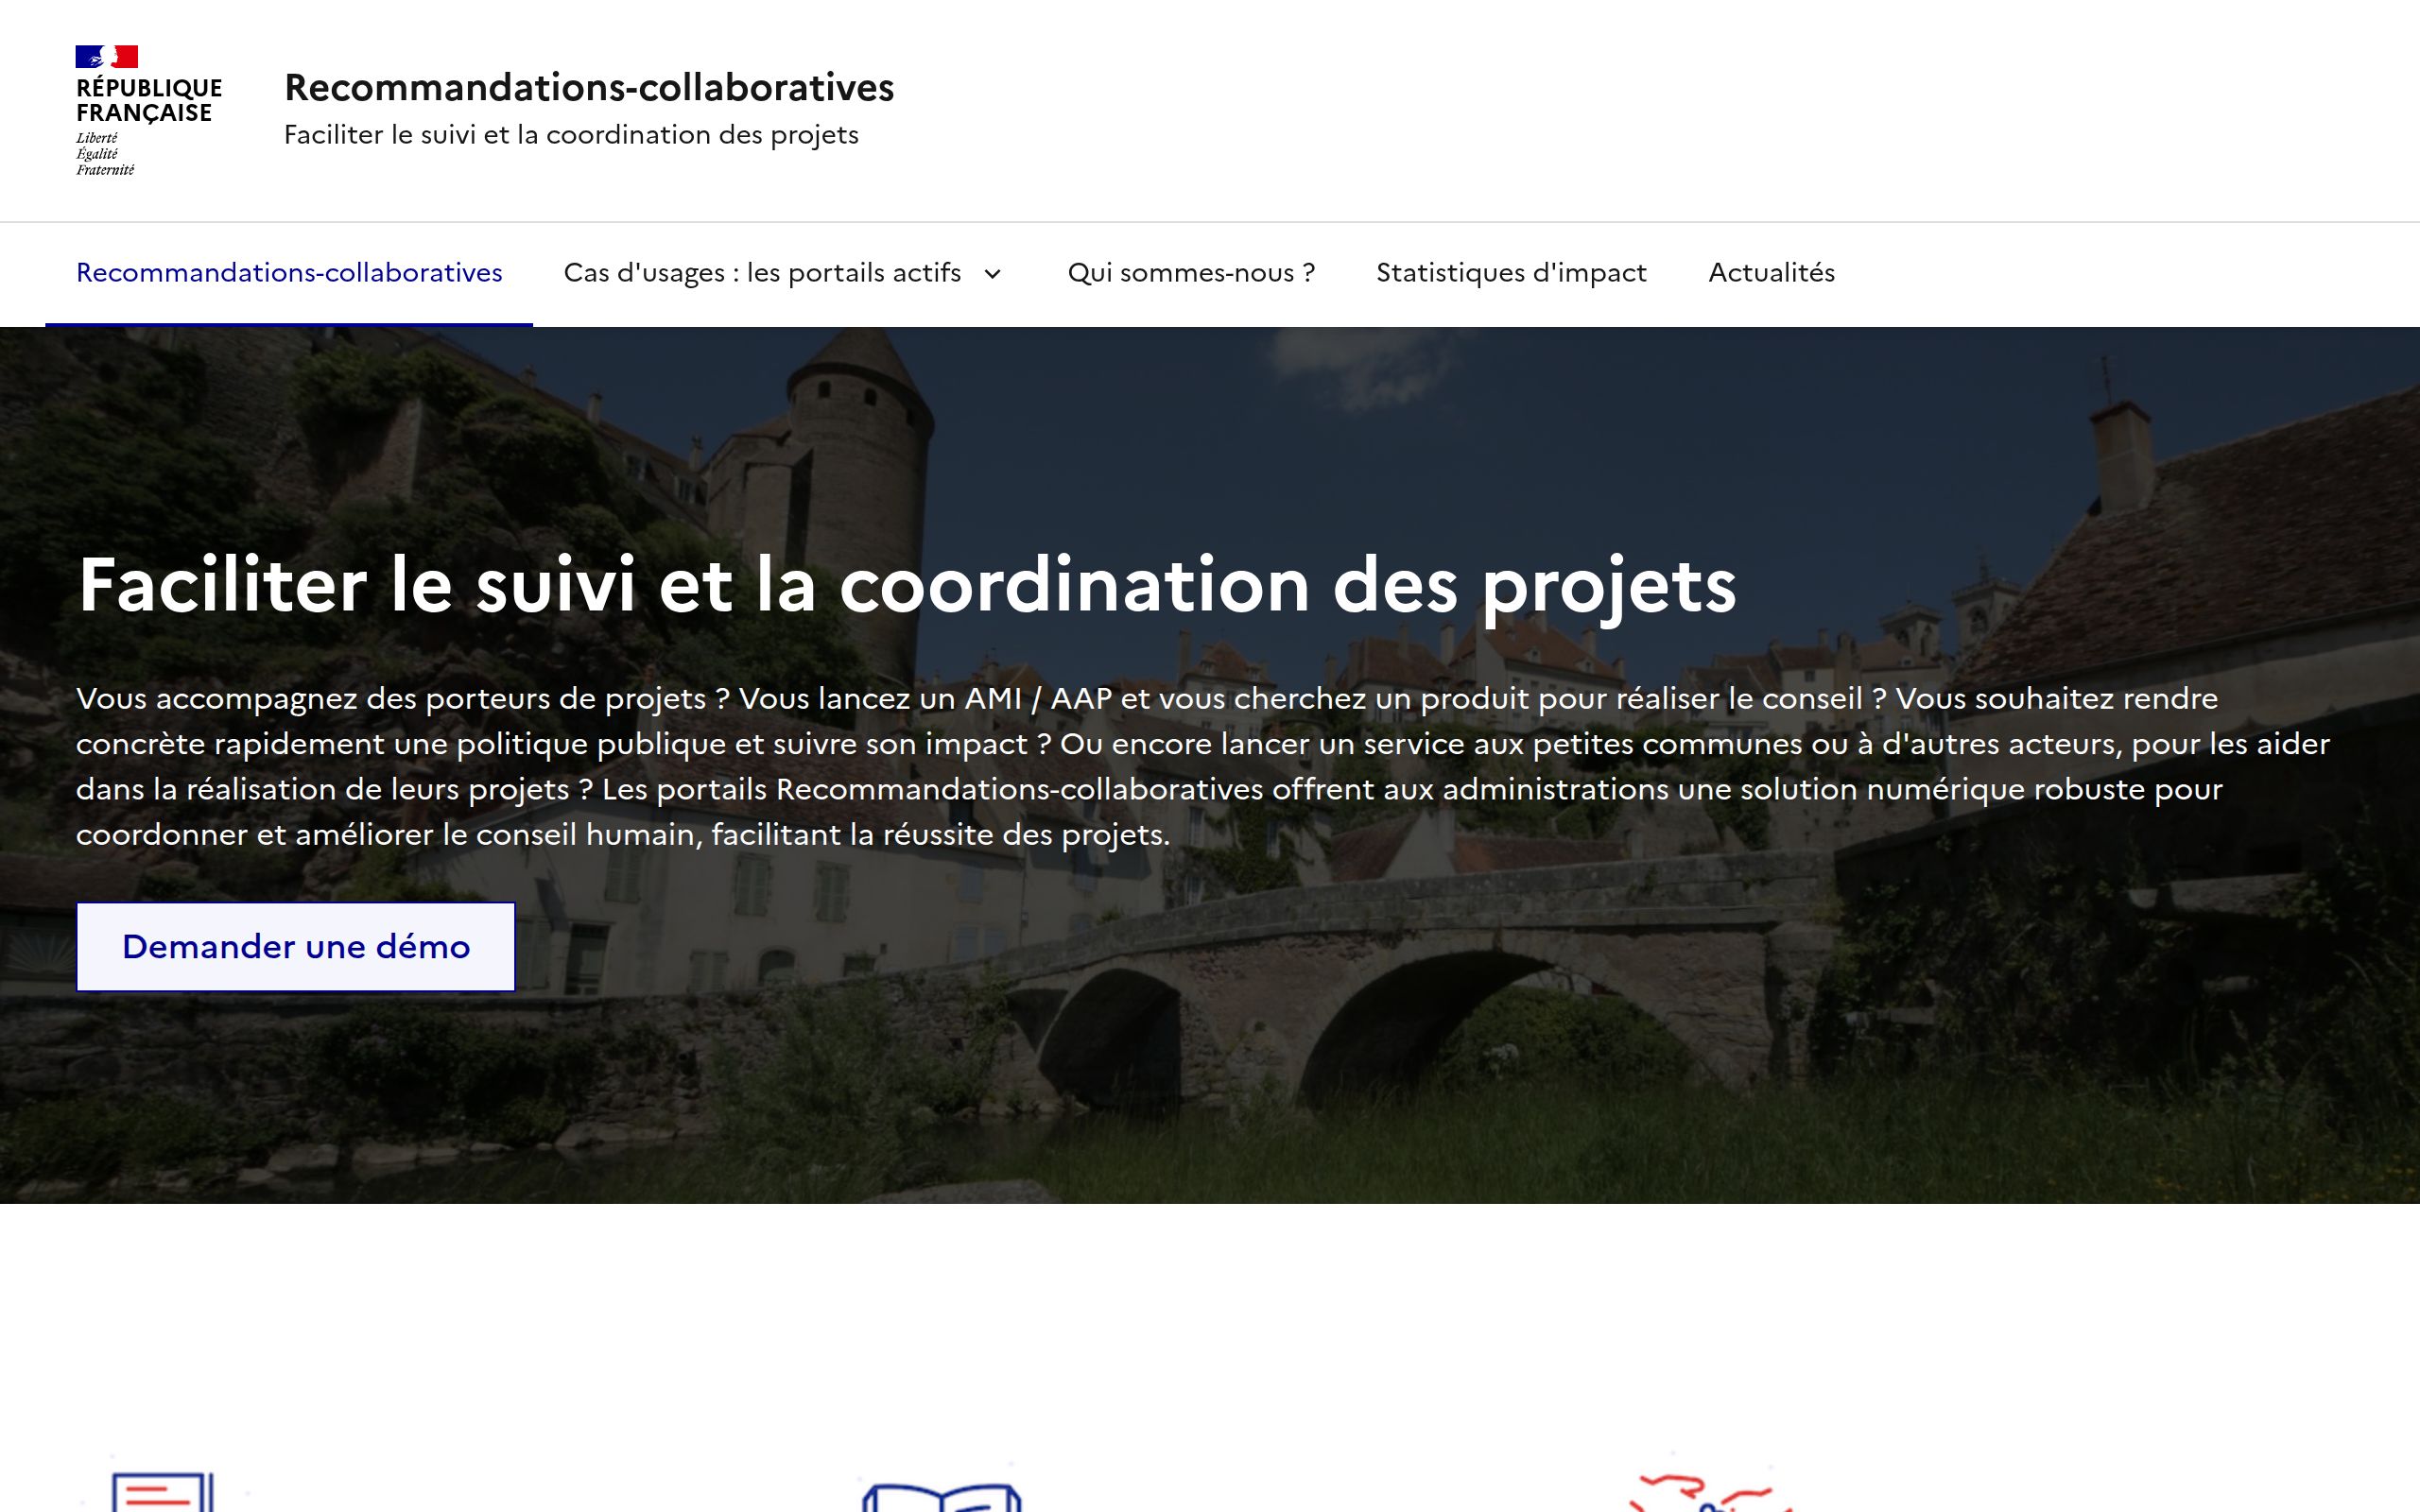 RÉPUBLIQUE
FRANÇAISE
Liberté
Égalité
Fraternité
Recommandations-collaboratives
Faciliter le suivi et la coordination des projets
Recommandations-collaboratives
Cas d'usages : les portails actifs
Qui sommes-nous ?
Statistiques d'impact
Actualités
Faciliter le suivi et la coordination des projets
Vous accompagnez des porteurs de projets ? Vous lancez un AMI / AAP et vous cherchez un produit pour réaliser le conseil ? Vous souhaitez rendre
concrète rapidement une politique publique et suivre son impact ? Ou encore lancer un service aux petites communes ou à d'autres acteurs, pour les aider
dans la réalisation de leurs projets ? Les portails Recommandations-collaboratives offrent aux administrations une solution numérique robuste pour
coordonner et améliorer le conseil humain, facilitant la réussite des projets.
Demander une démo